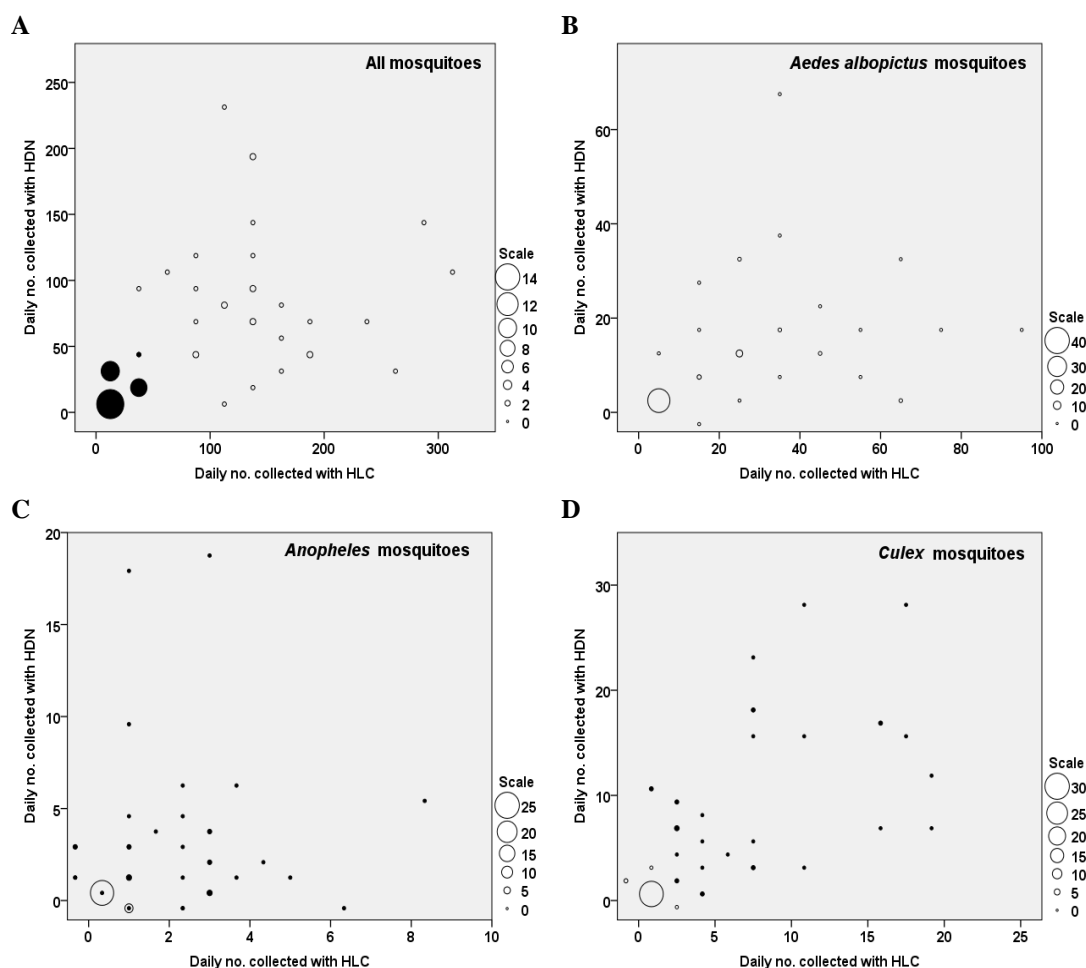 A
All mosquitoes
Daily no. collected with HDN
250
200
150
100
50
0
0 100 200 300
Daily no. collected with HLC
Scale
14
12
10
8
6
4
2
0
B
Aedes albopictus mosquitoes
Daily no. collected with HDN
60
40
20
0
0 20 40 60 80 100
Daily no. collected with HLC
Scale
40
30
20
10
0
C
Anopheles mosquitoes
Daily no. collected with HDN
20
15
10
5
0
0 2 4 6 8 10
Daily no. collected with HLC
Scale
25
20
15
10
5
0
D
Culex mosquitoes
Daily no. collected with HDN
30
20
10
0
0 5 10 15 20 25
Daily no. collected with HLC
Scale
30
25
20
15
10
5
0